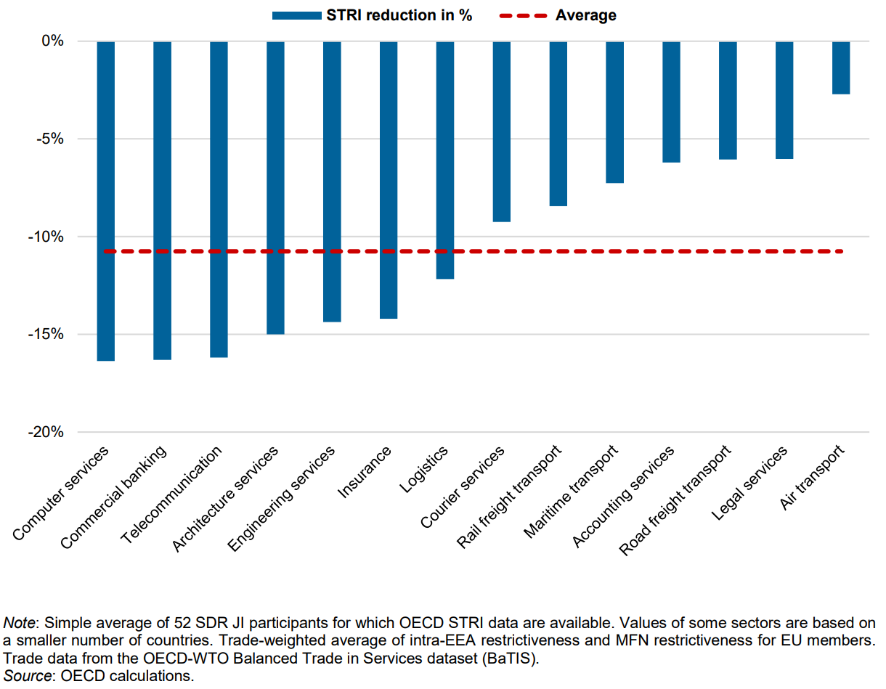 STRI reduction in % Average
0%
-5%
-10%
-15%
-20%
Computer services
Commercial banking
Telecommunication
Architecture services
Engineering services
Insurance
Logistics
Courier services
Rail freight transport
Maritime transport
Accounting services
Road freight transport
Legal services
Air transport
Note: Simple average of 52 SDR JI participants for which OECD STRI data are available. Values of some sectors are based on
a smaller number of countries. Trade-weighted average of intra-EEA restrictiveness and MFN restrictiveness for EU members.
Trade data from the OECD-WTO Balanced Trade in Services dataset (BaTIS).
Source: OECD calculations.